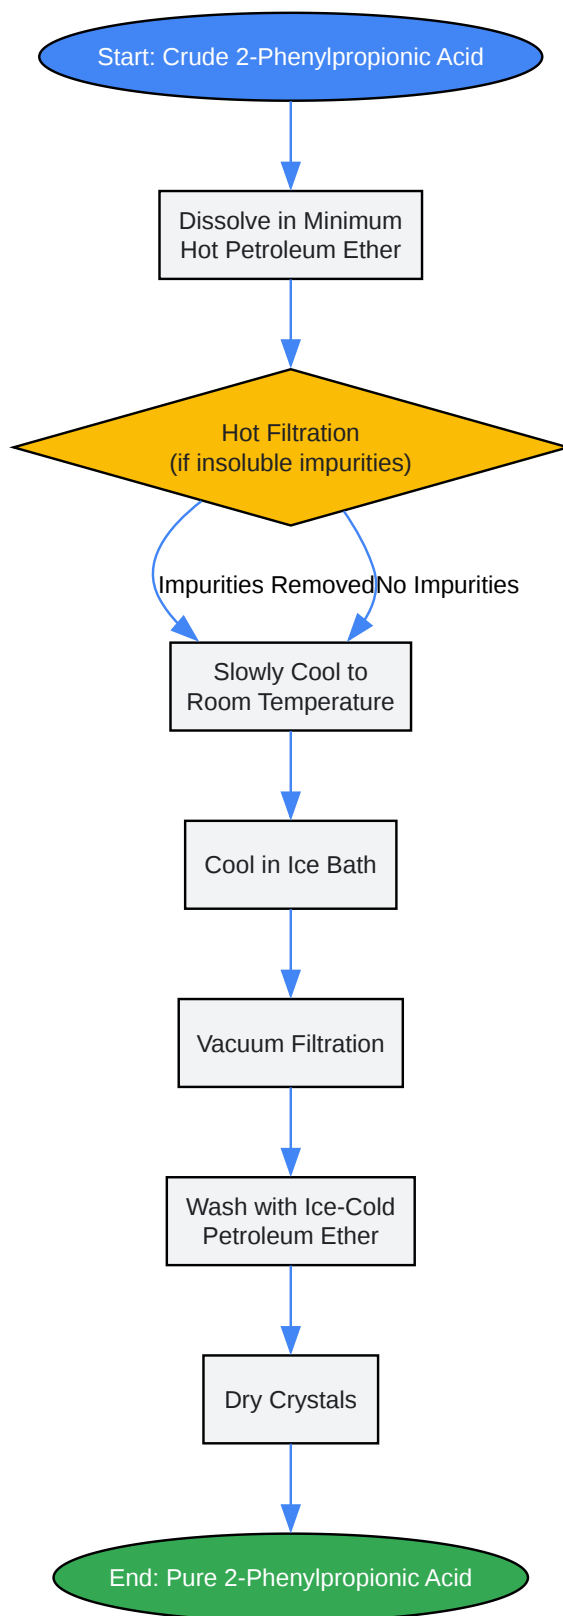 Start: Crude 2-Phenylpropionic Acid
Dissolve in Minimum
Hot Petroleum Ether
Hot Filtration
(if insoluble impurities)
Impurities Removed
No Impurities
Slowly Cool to
Room Temperature
Cool in Ice Bath
Vacuum Filtration
Wash with Ice-Cold
Petroleum Ether
Dry Crystals
End: Pure 2-Phenylpropionic Acid